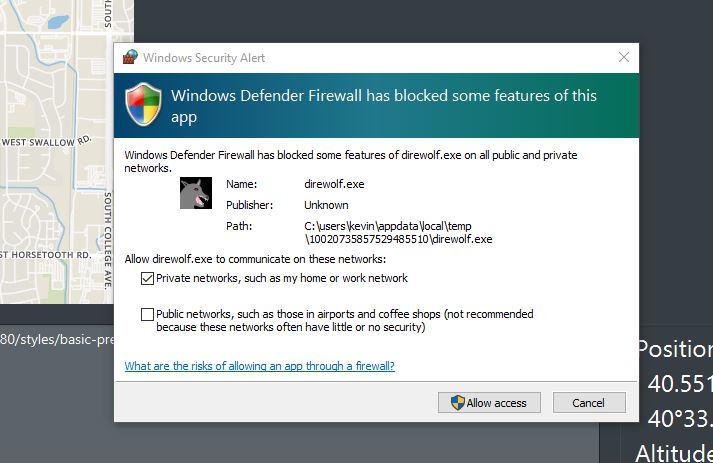 SOUTH
Windows Security Alert
Windows Defender Firewall has blocked some features of this
app
WEST SWALLOW RD.
Windows Defender Firewall has blocked some features of direwolf.exe on all public and private
networks.
Name: direwolf.exe
Publisher: Unknown
Path: C:\users\kevin\appdata\local\temp
\10020735857529485510\direwolf.exe
SOUTH COLLEGE AVE.
ST HORSETOOTH RD.
Allow direwolf.exe to communicate on these networks:
Private networks, such as my home or work network
Public networks, such as those in airports and coffee shops (not recommended
because these networks often have little or no security)
80/styles/basic-pre
What are the risks of allowing an app through a firewall?
Allow access
Cancel
Position
40.551
40°33.
Altitude